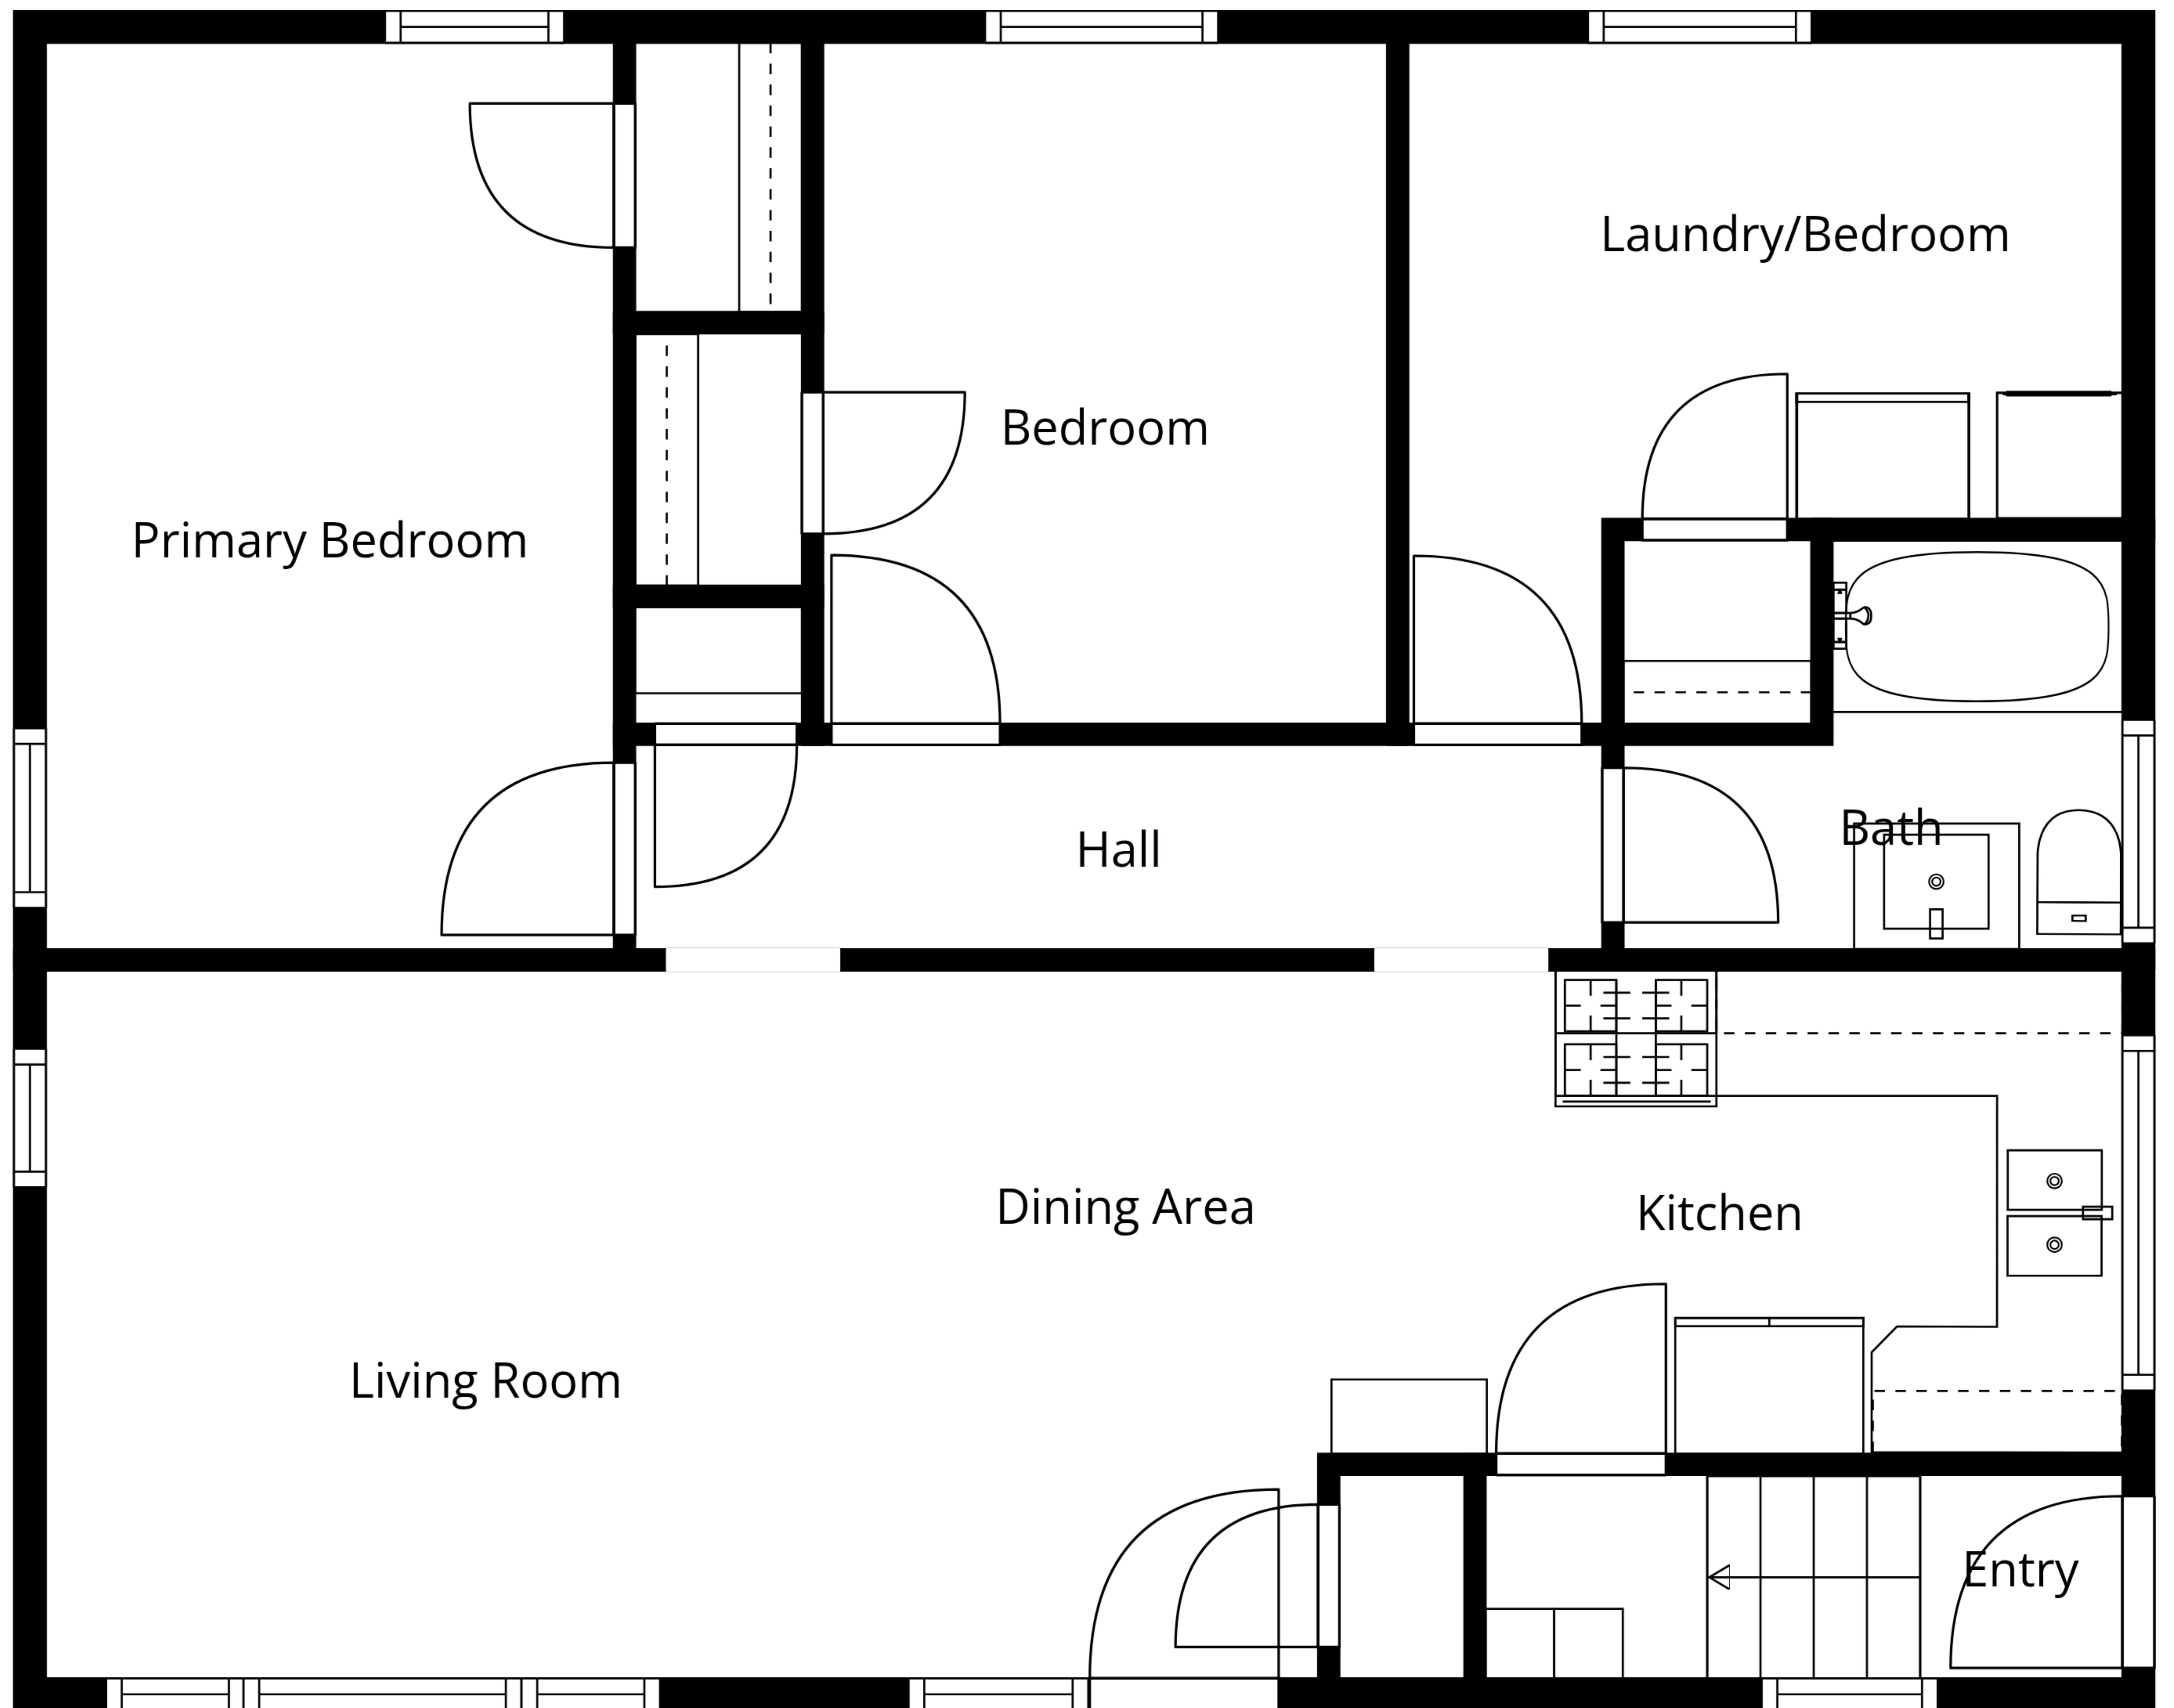 Laundry/Bedroom
Bedroom
Primary Bedroom
Bath
Hall
Dining Area
Kitchen
Living Room
Entry